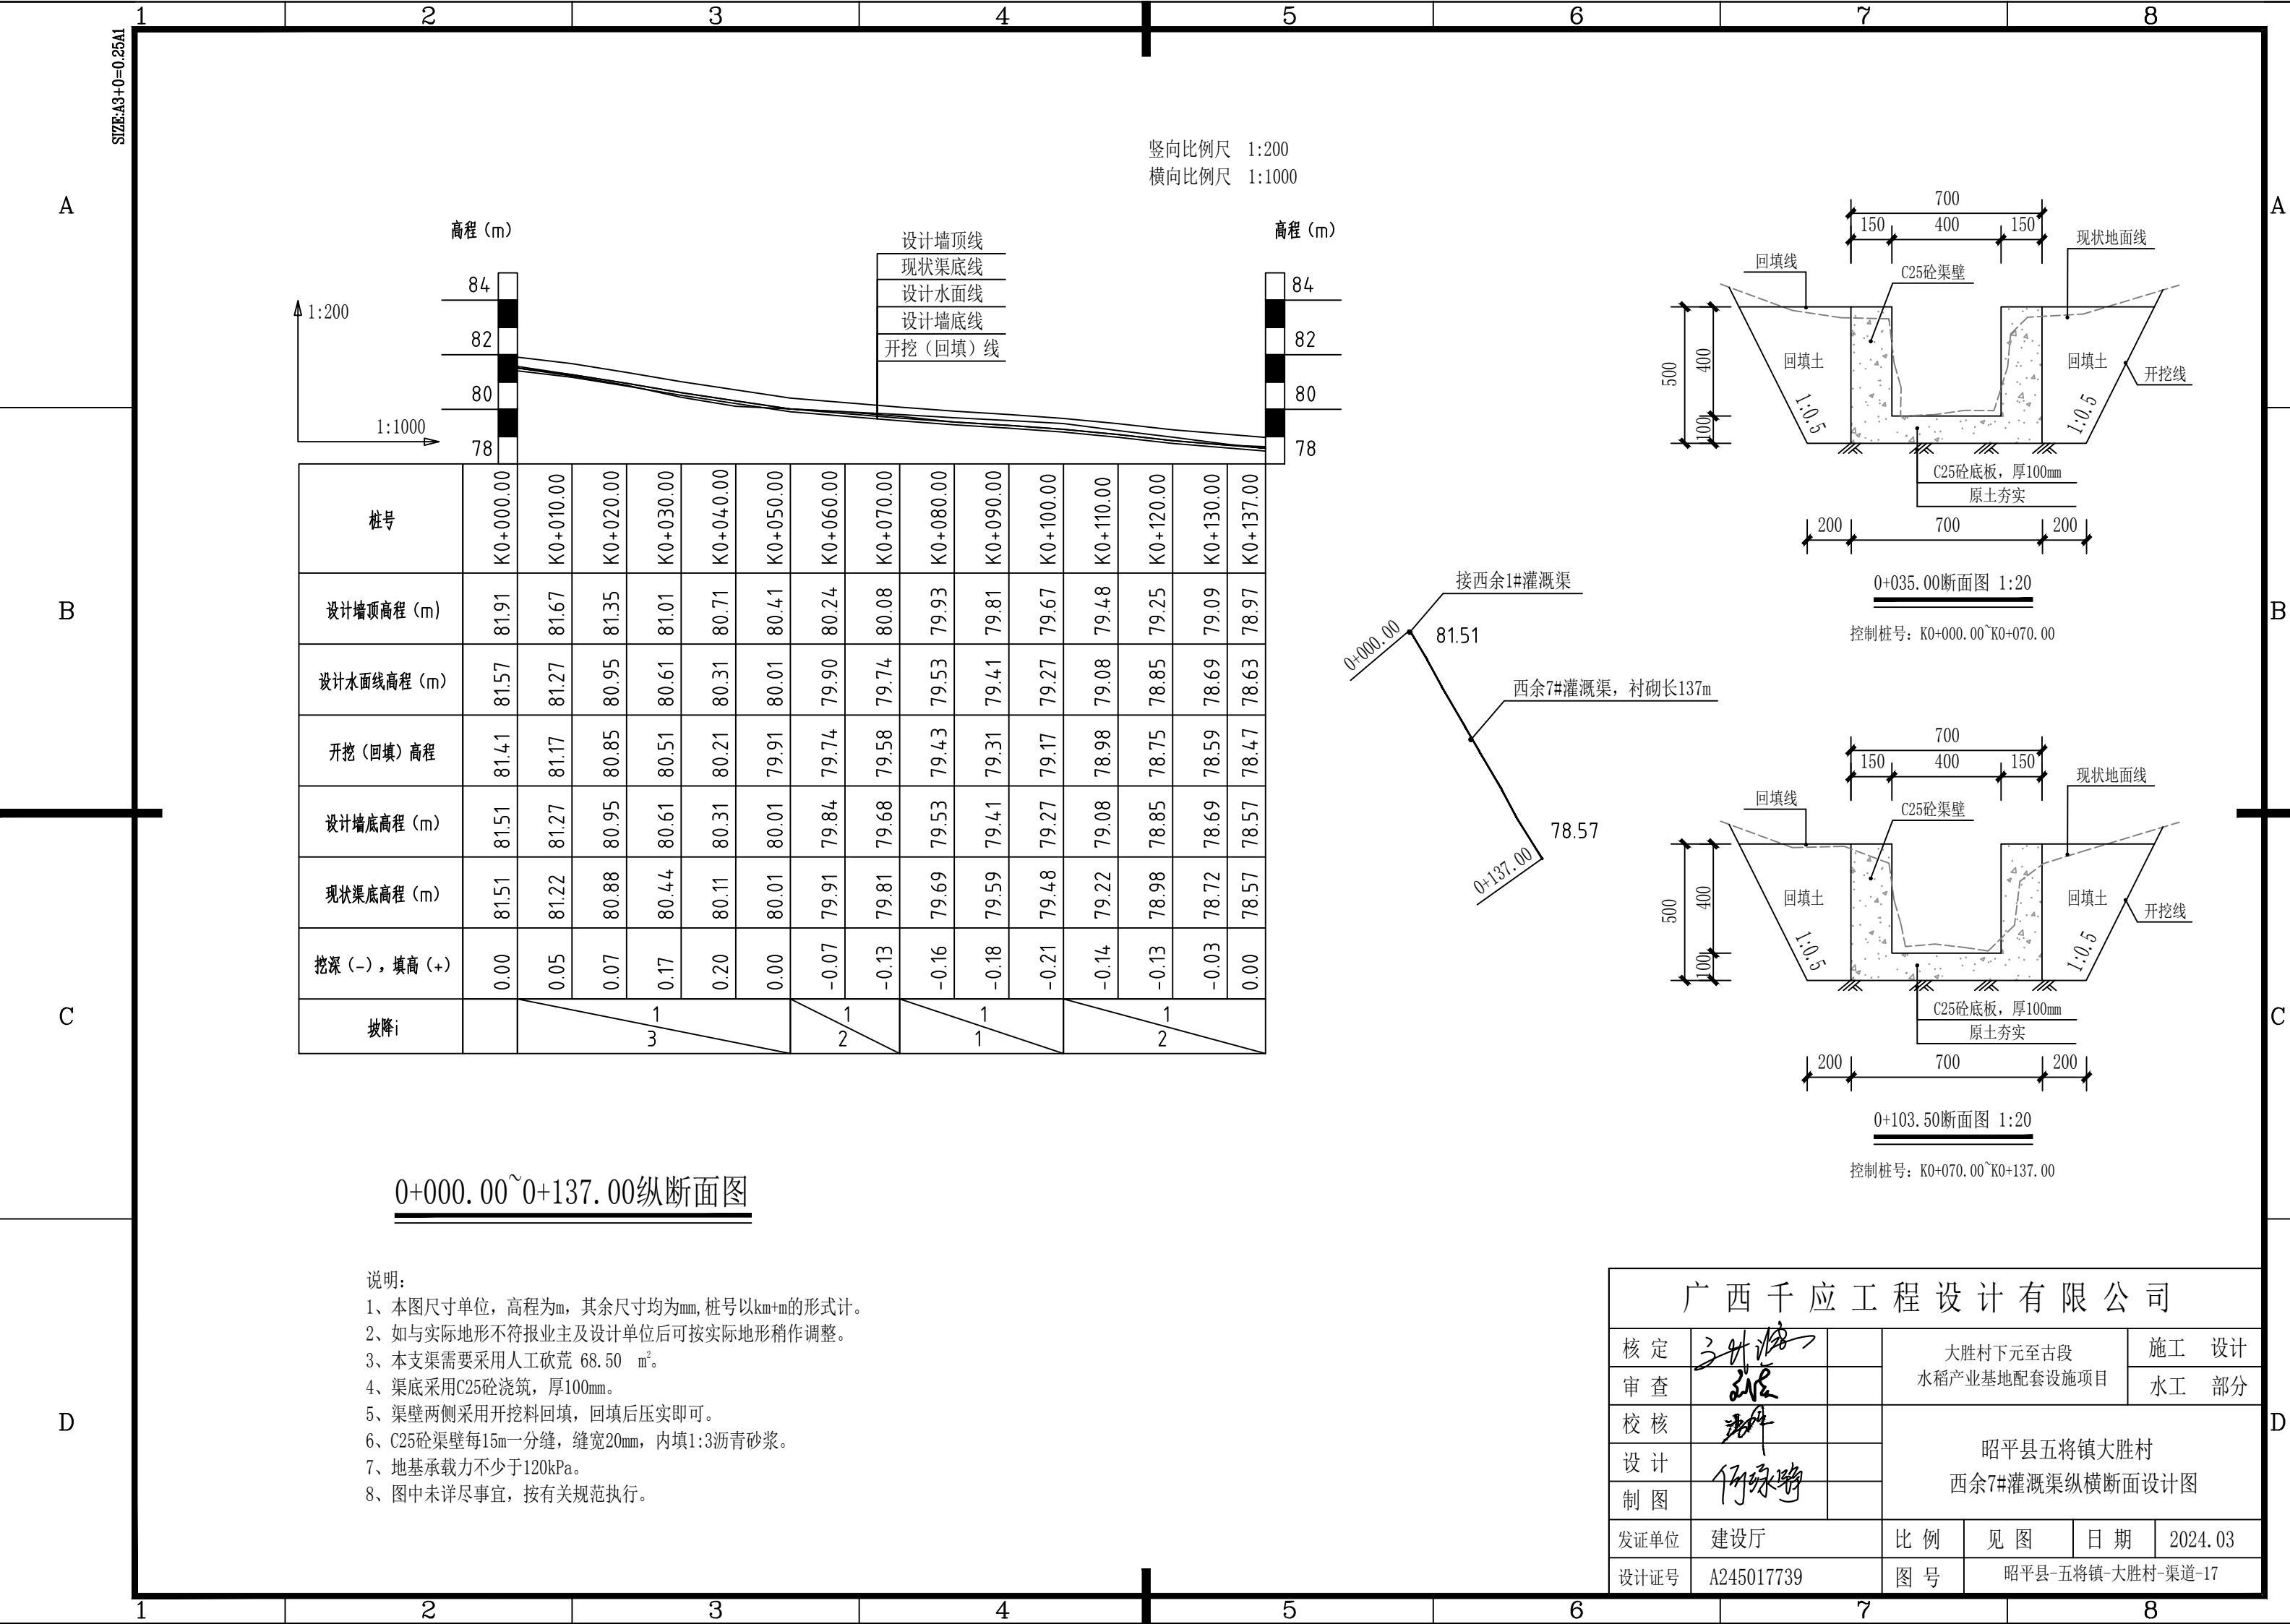 1 2 3 4 5 6 7 8
SIZE:A3+0=0.25A1
A
B
C
D
竖向比例尺 1:200
横向比例尺 1:1000
高程（m）
高程（m）
设计墙顶线
现状渠底线
设计水面线
设计墙底线
开挖（回填）线
84
82
80
78
84
82
80
78
1:200
1:1000
桩号 K0+000.00 K0+010.00 K0+020.00 K0+030.00 K0+040.00 K0+050.00 K0+060.00 K0+070.00 K0+080.00 K0+090.00 K0+100.00 K0+110.00 K0+120.00 K0+130.00 K0+137.00
设计墙顶高程（m） 81.91 81.67 81.35 81.01 80.71 80.41 80.24 80.08 79.93 79.81 79.67 79.48 79.25 79.09 78.97
设计水面线高程（m） 81.57 81.27 80.95 80.61 80.31 80.01 79.90 79.74 79.53 79.41 79.27 79.08 78.85 78.69 78.63
开挖（回填）高程 81.41 81.17 80.85 80.51 80.21 79.91 79.74 79.58 79.43 79.31 79.17 78.98 78.75 78.59 78.47
设计墙底高程（m） 81.51 81.27 80.95 80.61 80.31 80.01 79.84 79.68 79.53 79.41 79.27 79.08 78.85 78.69 78.57
现状渠底高程（m） 81.51 81.22 80.88 80.44 80.11 80.01 79.91 79.81 79.69 79.59 79.48 79.22 78.98 78.72 78.57
挖深（-），填高（+） 0.00 0.05 0.07 0.17 0.20 0.00 -0.07 -0.13 -0.16 -0.18 -0.21 -0.14 -0.13 -0.03 0.00
坡降i 1 3 1 2 1 1 1 2
0+000.00~0+137.00纵断面图
接西余1#灌溉渠
0+000.00
81.51
西余7#灌溉渠，衬砌长137m
78.57
0+137.00
700
150 400 150
现状地面线
回填线
C25砼渠壁
500
400
100
回填土
回填土
开挖线
1:0.5
1:0.5
C25砼底板，厚100mm
原土夯实
200 700 200
0+035.00断面图 1:20
控制桩号：K0+000.00~K0+070.00
700
150 400 150
现状地面线
回填线
C25砼渠壁
500
400
100
回填土
回填土
开挖线
1:0.5
1:0.5
C25砼底板，厚100mm
原土夯实
200 700 200
0+103.50断面图 1:20
控制桩号：K0+070.00~K0+137.00
说明：
1、本图尺寸单位，高程为m，其余尺寸均为mm,桩号以km+m的形式计。
2、如与实际地形不符报业主及设计单位后可按实际地形稍作调整。
3、本支渠需要采用人工砍荒 68.50 m²。
4、渠底采用C25砼浇筑，厚100mm。
5、渠壁两侧采用开挖料回填，回填后压实即可。
6、C25砼渠壁每15m一分缝，缝宽20mm，内填1:3沥青砂浆。
7、地基承载力不少于120kPa。
8、图中未详尽事宜，按有关规范执行。
广西千应工程设计有限公司
核 定
审 查
校 核
设 计
制 图
大胜村下元至古段
水稻产业基地配套设施项目
施工 设计
水工 部分
昭平县五将镇大胜村
西余7#灌溉渠纵横断面设计图
发证单位 建设厅 比 例 见 图 日 期 2024.03
设计证号 A245017739 图 号 昭平县-五将镇-大胜村-渠道-17
A
B
C
D
1 2 3 4 5 6 7 8